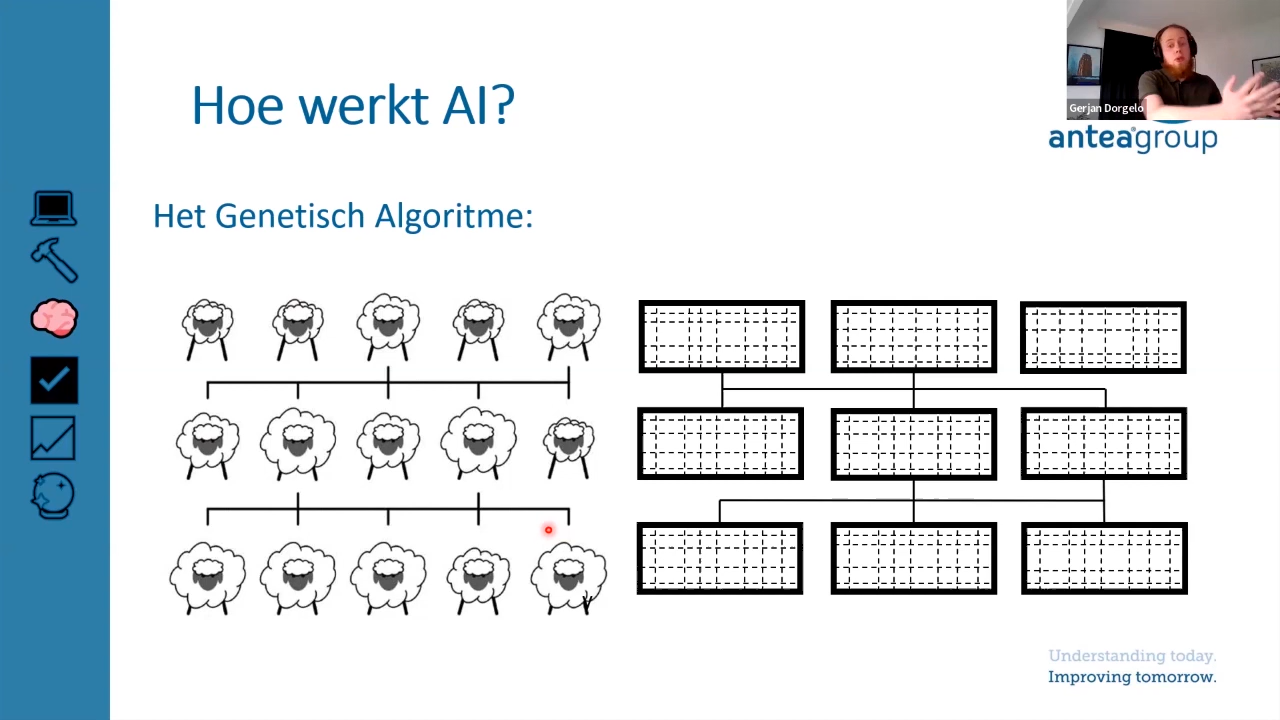 Hoe werkt AI?
Gerjan Dorgelo
anteagroup
Het Genetisch Algoritme:
Understanding today.
Improving tomorrow.